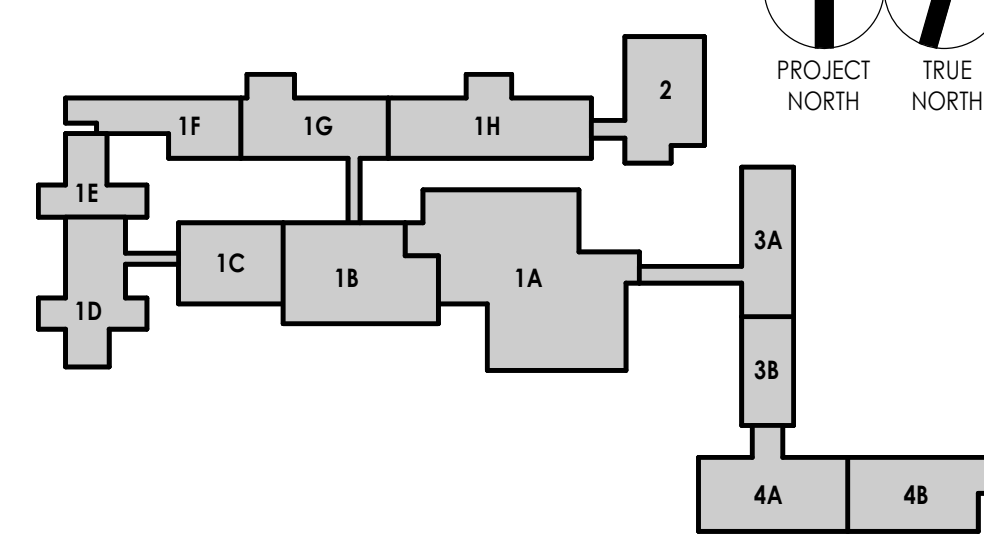 PROJECT
NORTH
TRUE
NORTH
2
1F
1G
1H
1E
3A
1C
1B
1A
1D
3B
4A
4B